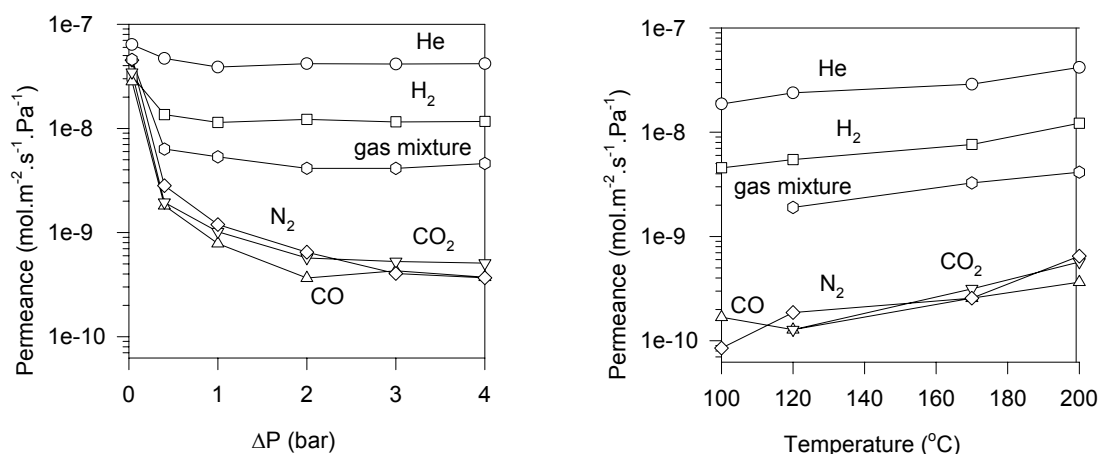 Permeance (mol.m⁻².s⁻¹.Pa⁻¹)
1e-7
1e-8
1e-9
1e-10
He
H₂
gas mixture
N₂
CO₂
CO
0 1 2 3 4
ΔP (bar)
Permeance (mol.m⁻².s⁻¹.Pa⁻¹)
1e-7
1e-8
1e-9
1e-10
He
H₂
gas mixture
CO₂
N₂
CO
100 120 140 160 180 200
Temperature (ᵒC)